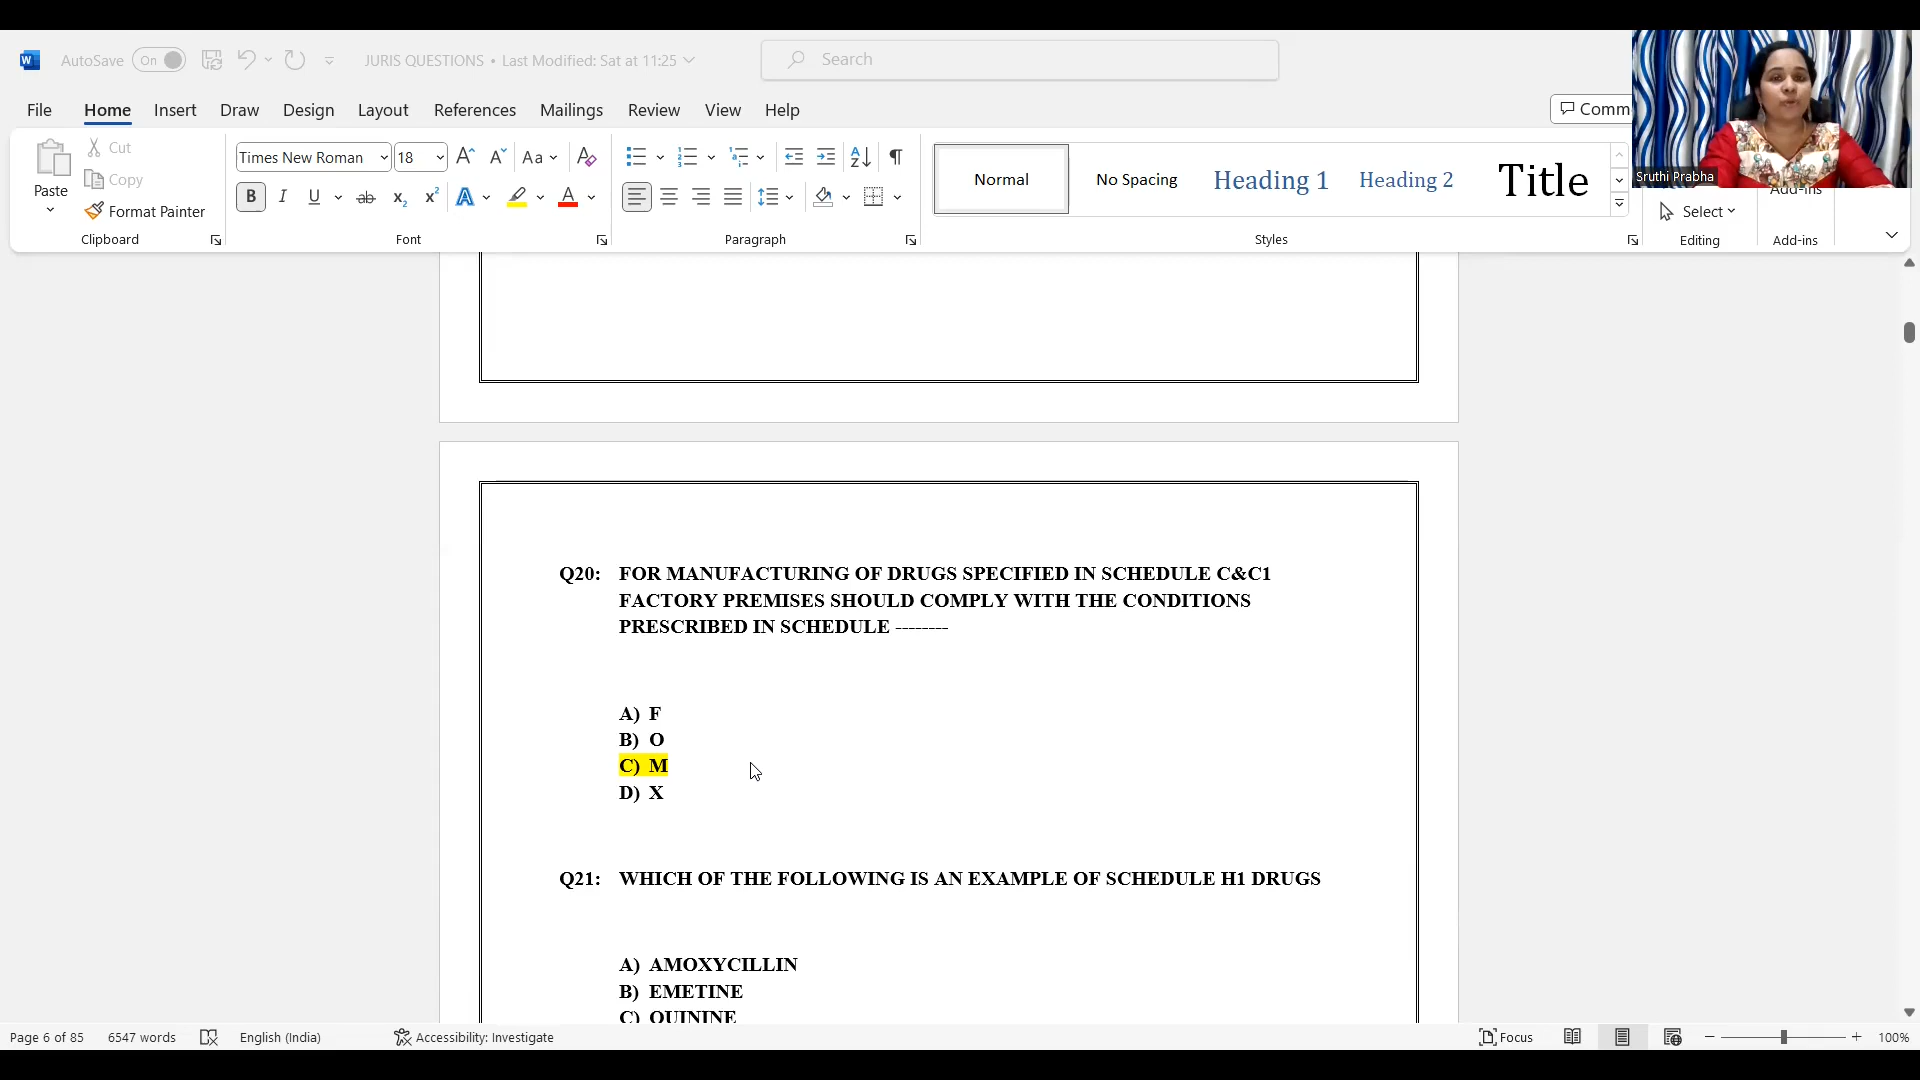 AutoSave On JURIS QUESTIONS • Last Modified: Sat at 11:25 Search
File Home Insert Draw Design Layout References Mailings Review View Help Comm
Paste Cut Copy Format Painter
Times New Roman 18
Normal No Spacing Heading 1 Heading 2 Title
Select
Clipboard Font Paragraph Styles Editing Add-ins
Sruthi Prabha
Q20: FOR MANUFACTURING OF DRUGS SPECIFIED IN SCHEDULE C&C1
FACTORY PREMISES SHOULD COMPLY WITH THE CONDITIONS
PRESCRIBED IN SCHEDULE --------
A) F
B) O
C) M
D) X
Q21: WHICH OF THE FOLLOWING IS AN EXAMPLE OF SCHEDULE H1 DRUGS
A) AMOXYCILLIN
B) EMETINE
C) QUININE
Page 6 of 85 6547 words English (India) Accessibility: Investigate Focus 100%